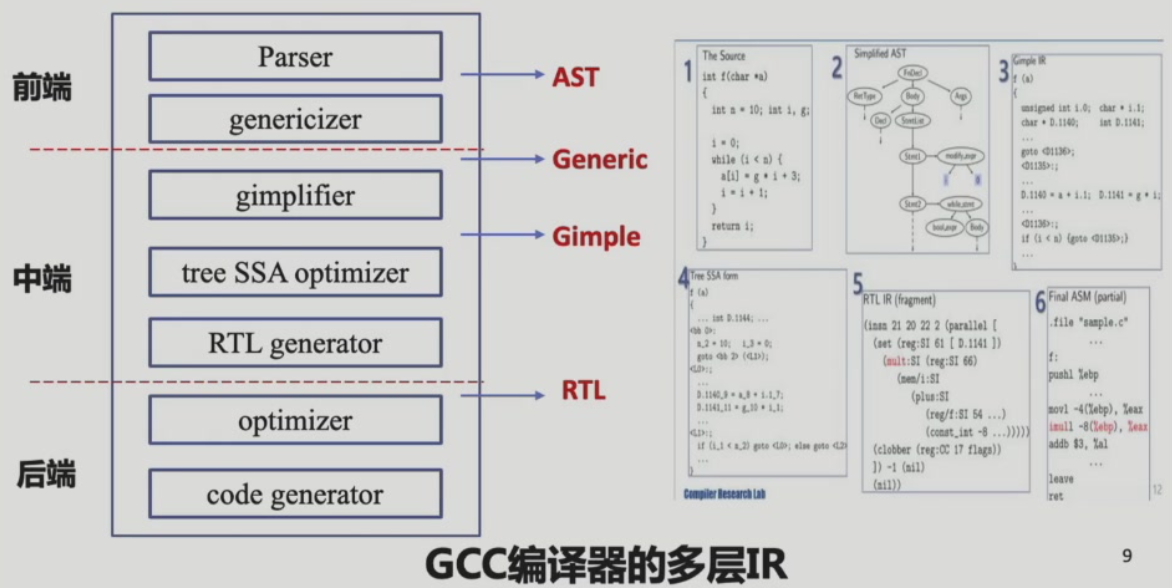 前端
Parser
genericizer
AST
Generic
中端
gimplifier
Gimple
tree SSA optimizer
RTL generator
RTL
后端
optimizer
code generator
1
The Source
int f(char *a)
{
int n = 10; int i, g;
i = 0;
while (i < n) {
a[i] = g * i + 3;
i = i + 1;
}
return i;
}
2
Simplified AST
FnDecl
RetType
Body
Args
Decl
StmtList
Stmt1
modify_expr
Stmt2
while_stmt
bool_expr
Body
3
Gimple IR
f (a)
{
unsigned int i.0; char * i.1;
char * D.1140; int D.1141;
...
goto <D1136>;
<D1135>:;
...
D.1140 = a + i.1; D.1141 = g * i;
...
<D1136>:;
if (i < n) {goto <D1135>;}
...
}
4
Tree SSA form
f (a)
{
... int D.1144; ...
<bb 0>:
n_2 = 10; i_3 = 0;
goto <bb 2> (<L1>);
<L0>:;
...
D.1140_9 = a_8 + i.1_7;
D.1141_11 = g_10 * i_1;
...
<L1>:;
if (i_1 < n_2) goto <L0>; else goto <L2>
...
}
5
RTL IR (fragment)
(insn 21 20 22 2 (parallel [
(set (reg:SI 61 [ D.1141 ])
(mult:SI (reg:SI 66)
(mem/i:SI
(plus:SI
(reg/f:SI 54 ...)
(const_int -8 ...)))))
(clobber (reg:CC 17 flags))
]) -1 (nil)
(nil))
6
Final ASM (partial)
.file "sample.c"
...
f:
pushl %ebp
...
movl -4(%ebp), %eax
imull -8(%ebp), %eax
addb $3, %al
...
leave
ret
Compiler Research Lab
12
GCC编译器的多层IR
9